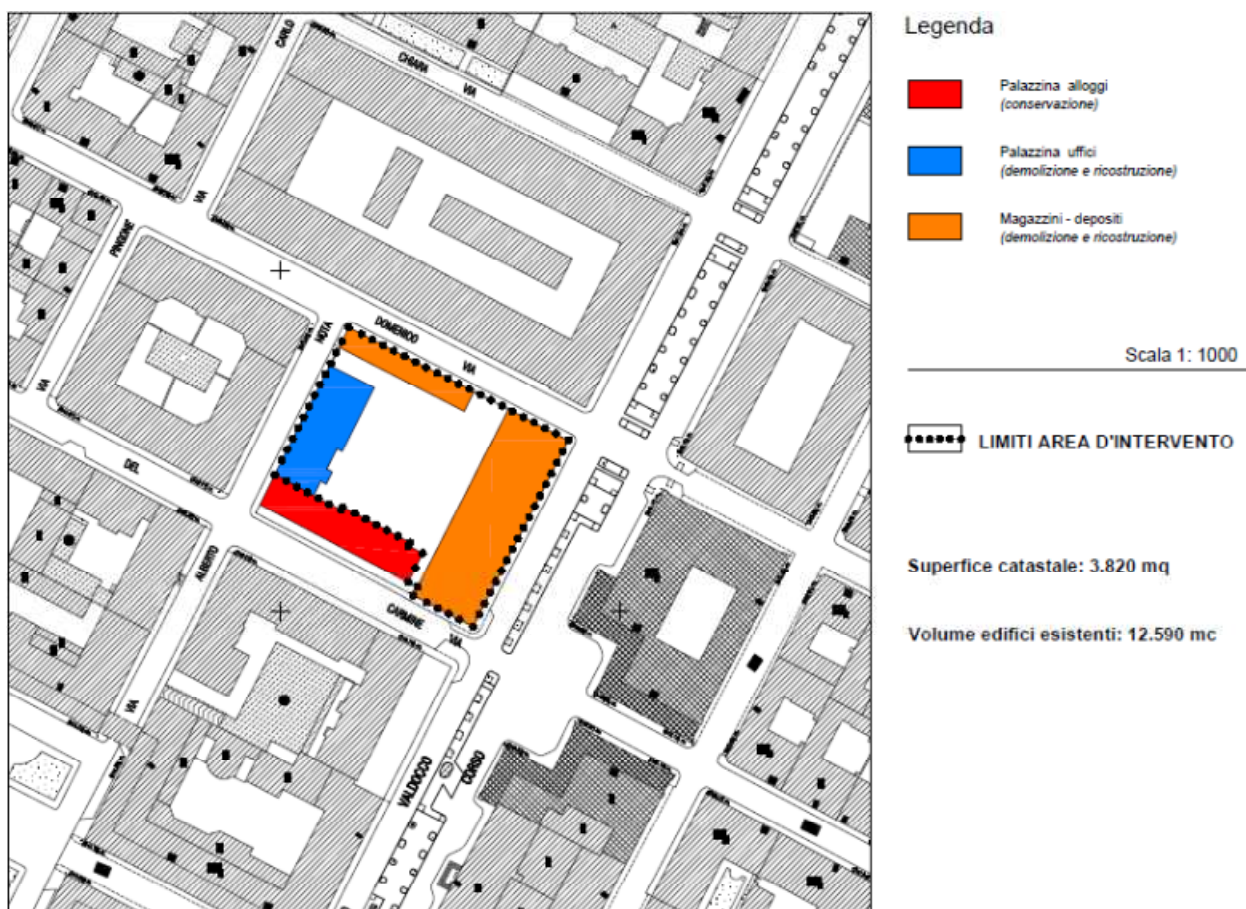 Legenda
Palazzina alloggi
(conservazione)
Palazzina uffici
(demolizione e ricostruzione)
Magazzini - depositi
(demolizione e ricostruzione)
Scala 1: 1000
LIMITI AREA D'INTERVENTO
Superfice catastale: 3.820 mq
Volume edifici esistenti: 12.590 mc
CARLO
CHIARA
VIA
VIA
PINGONE
VIA
NOTA
DOMENICO
VIA
DEL
ALBERTO
VIA
CARMINE
VIA
VALDOCCO
CORSO